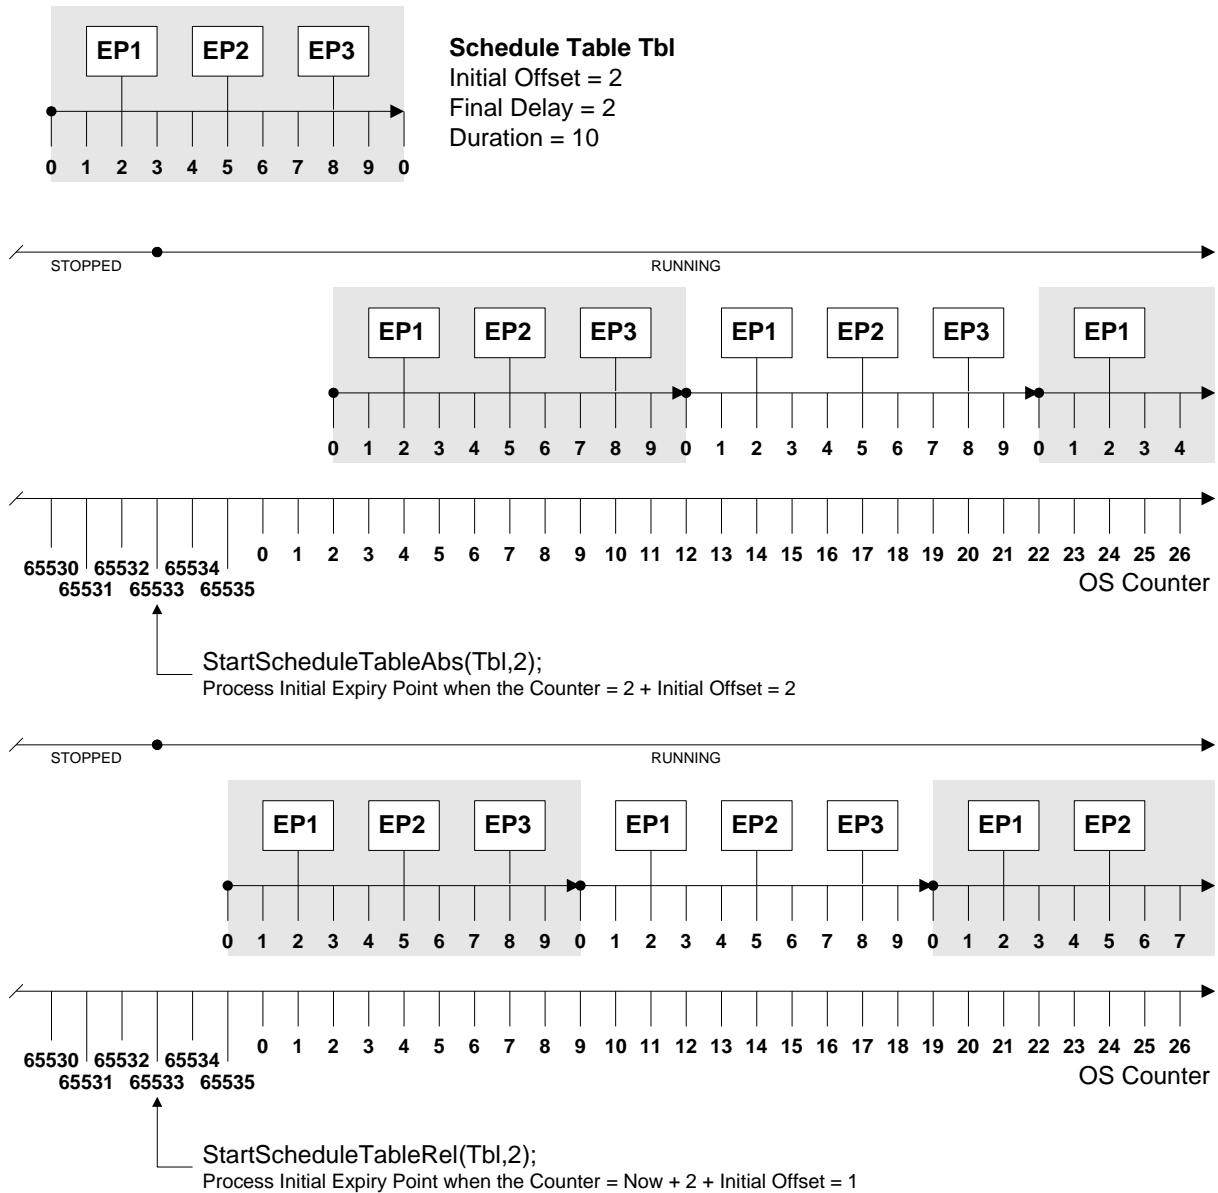 EP1 EP2 EP3
Schedule Table Tbl
Initial Offset = 2
Final Delay = 2
Duration = 10
0 1 2 3 4 5 6 7 8 9 0
STOPPED RUNNING
EP1 EP2 EP3 EP1 EP2 EP3 EP1
0 1 2 3 4 5 6 7 8 9 0 1 2 3 4 5 6 7 8 9 0 1 2 3 4
0 1 2 3 4 5 6 7 8 9 10 11 12 13 14 15 16 17 18 19 20 21 22 23 24 25 26
65530 65532 65534
65531 65533 65535
OS Counter
StartScheduleTableAbs(Tbl,2);
Process Initial Expiry Point when the Counter = 2 + Initial Offset = 2
STOPPED RUNNING
EP1 EP2 EP3 EP1 EP2 EP3 EP1 EP2
0 1 2 3 4 5 6 7 8 9 0 1 2 3 4 5 6 7 8 9 0 1 2 3 4 5 6 7
0 1 2 3 4 5 6 7 8 9 10 11 12 13 14 15 16 17 18 19 20 21 22 23 24 25 26
65530 65532 65534
65531 65533 65535
OS Counter
StartScheduleTableRel(Tbl,2);
Process Initial Expiry Point when the Counter = Now + 2 + Initial Offset = 1